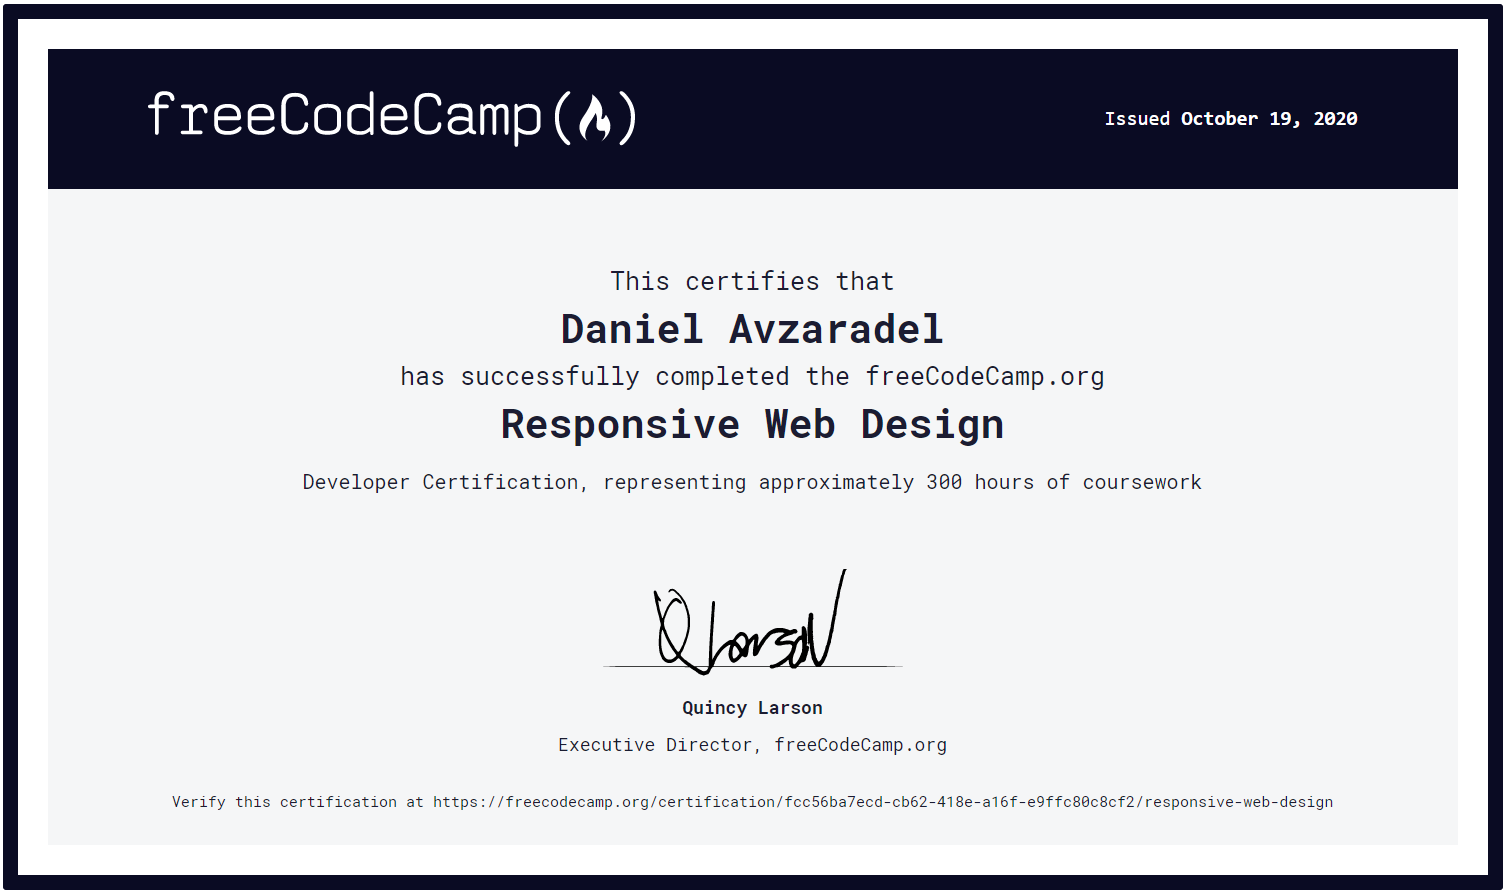 freeCodeCamp(🔥)
Issued October 19, 2020
This certifies that
Daniel Avzaradel
has successfully completed the freeCodeCamp.org
Responsive Web Design
Developer Certification, representing approximately 300 hours of coursework
QLarson
Quincy Larson
Executive Director, freeCodeCamp.org
Verify this certification at https://freecodecamp.org/certification/fcc56ba7ecd-cb62-418e-a16f-e9ffc80c8cf2/responsive-web-design